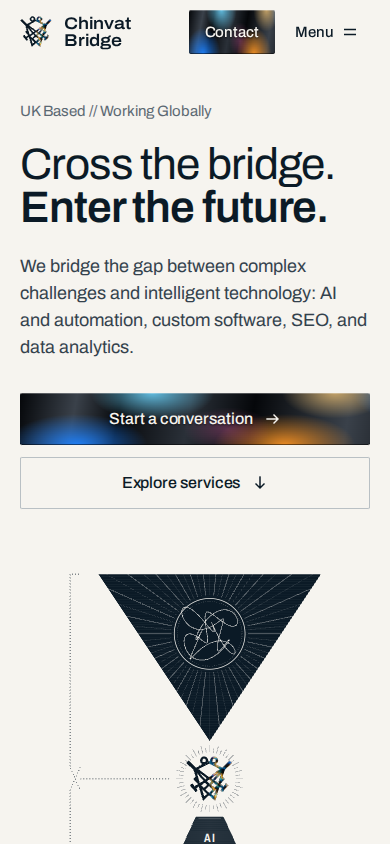 Chinvat
Bridge
Contact
Menu
UK Based // Working Globally
Cross the bridge.
Enter the future.
We bridge the gap between complex
challenges and intelligent technology: AI
and automation, custom software, SEO, and
data analytics.
Start a conversation →
Explore services ↓
AI